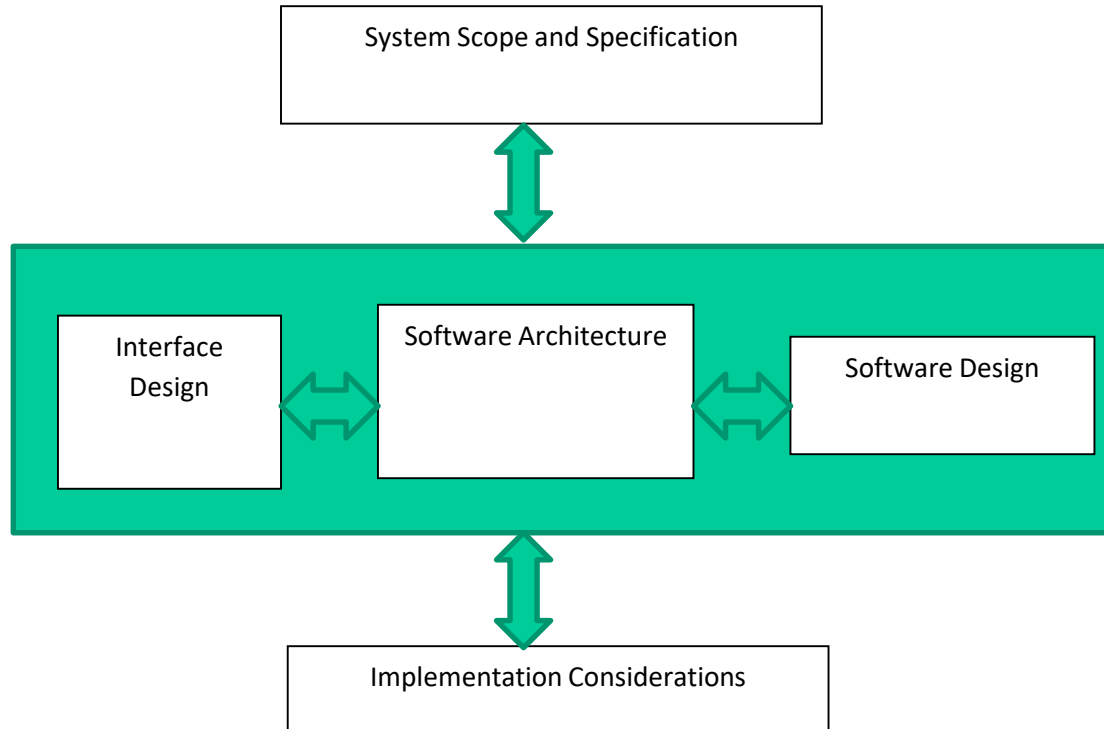 System Scope and Specification
Interface
Design
Software Architecture
Software Design
Implementation Considerations